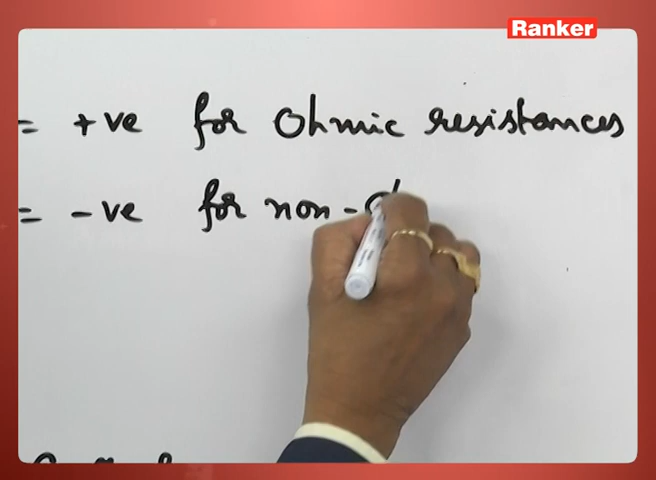 Ranker
= +ve for Ohmic resistances
= -ve for non-